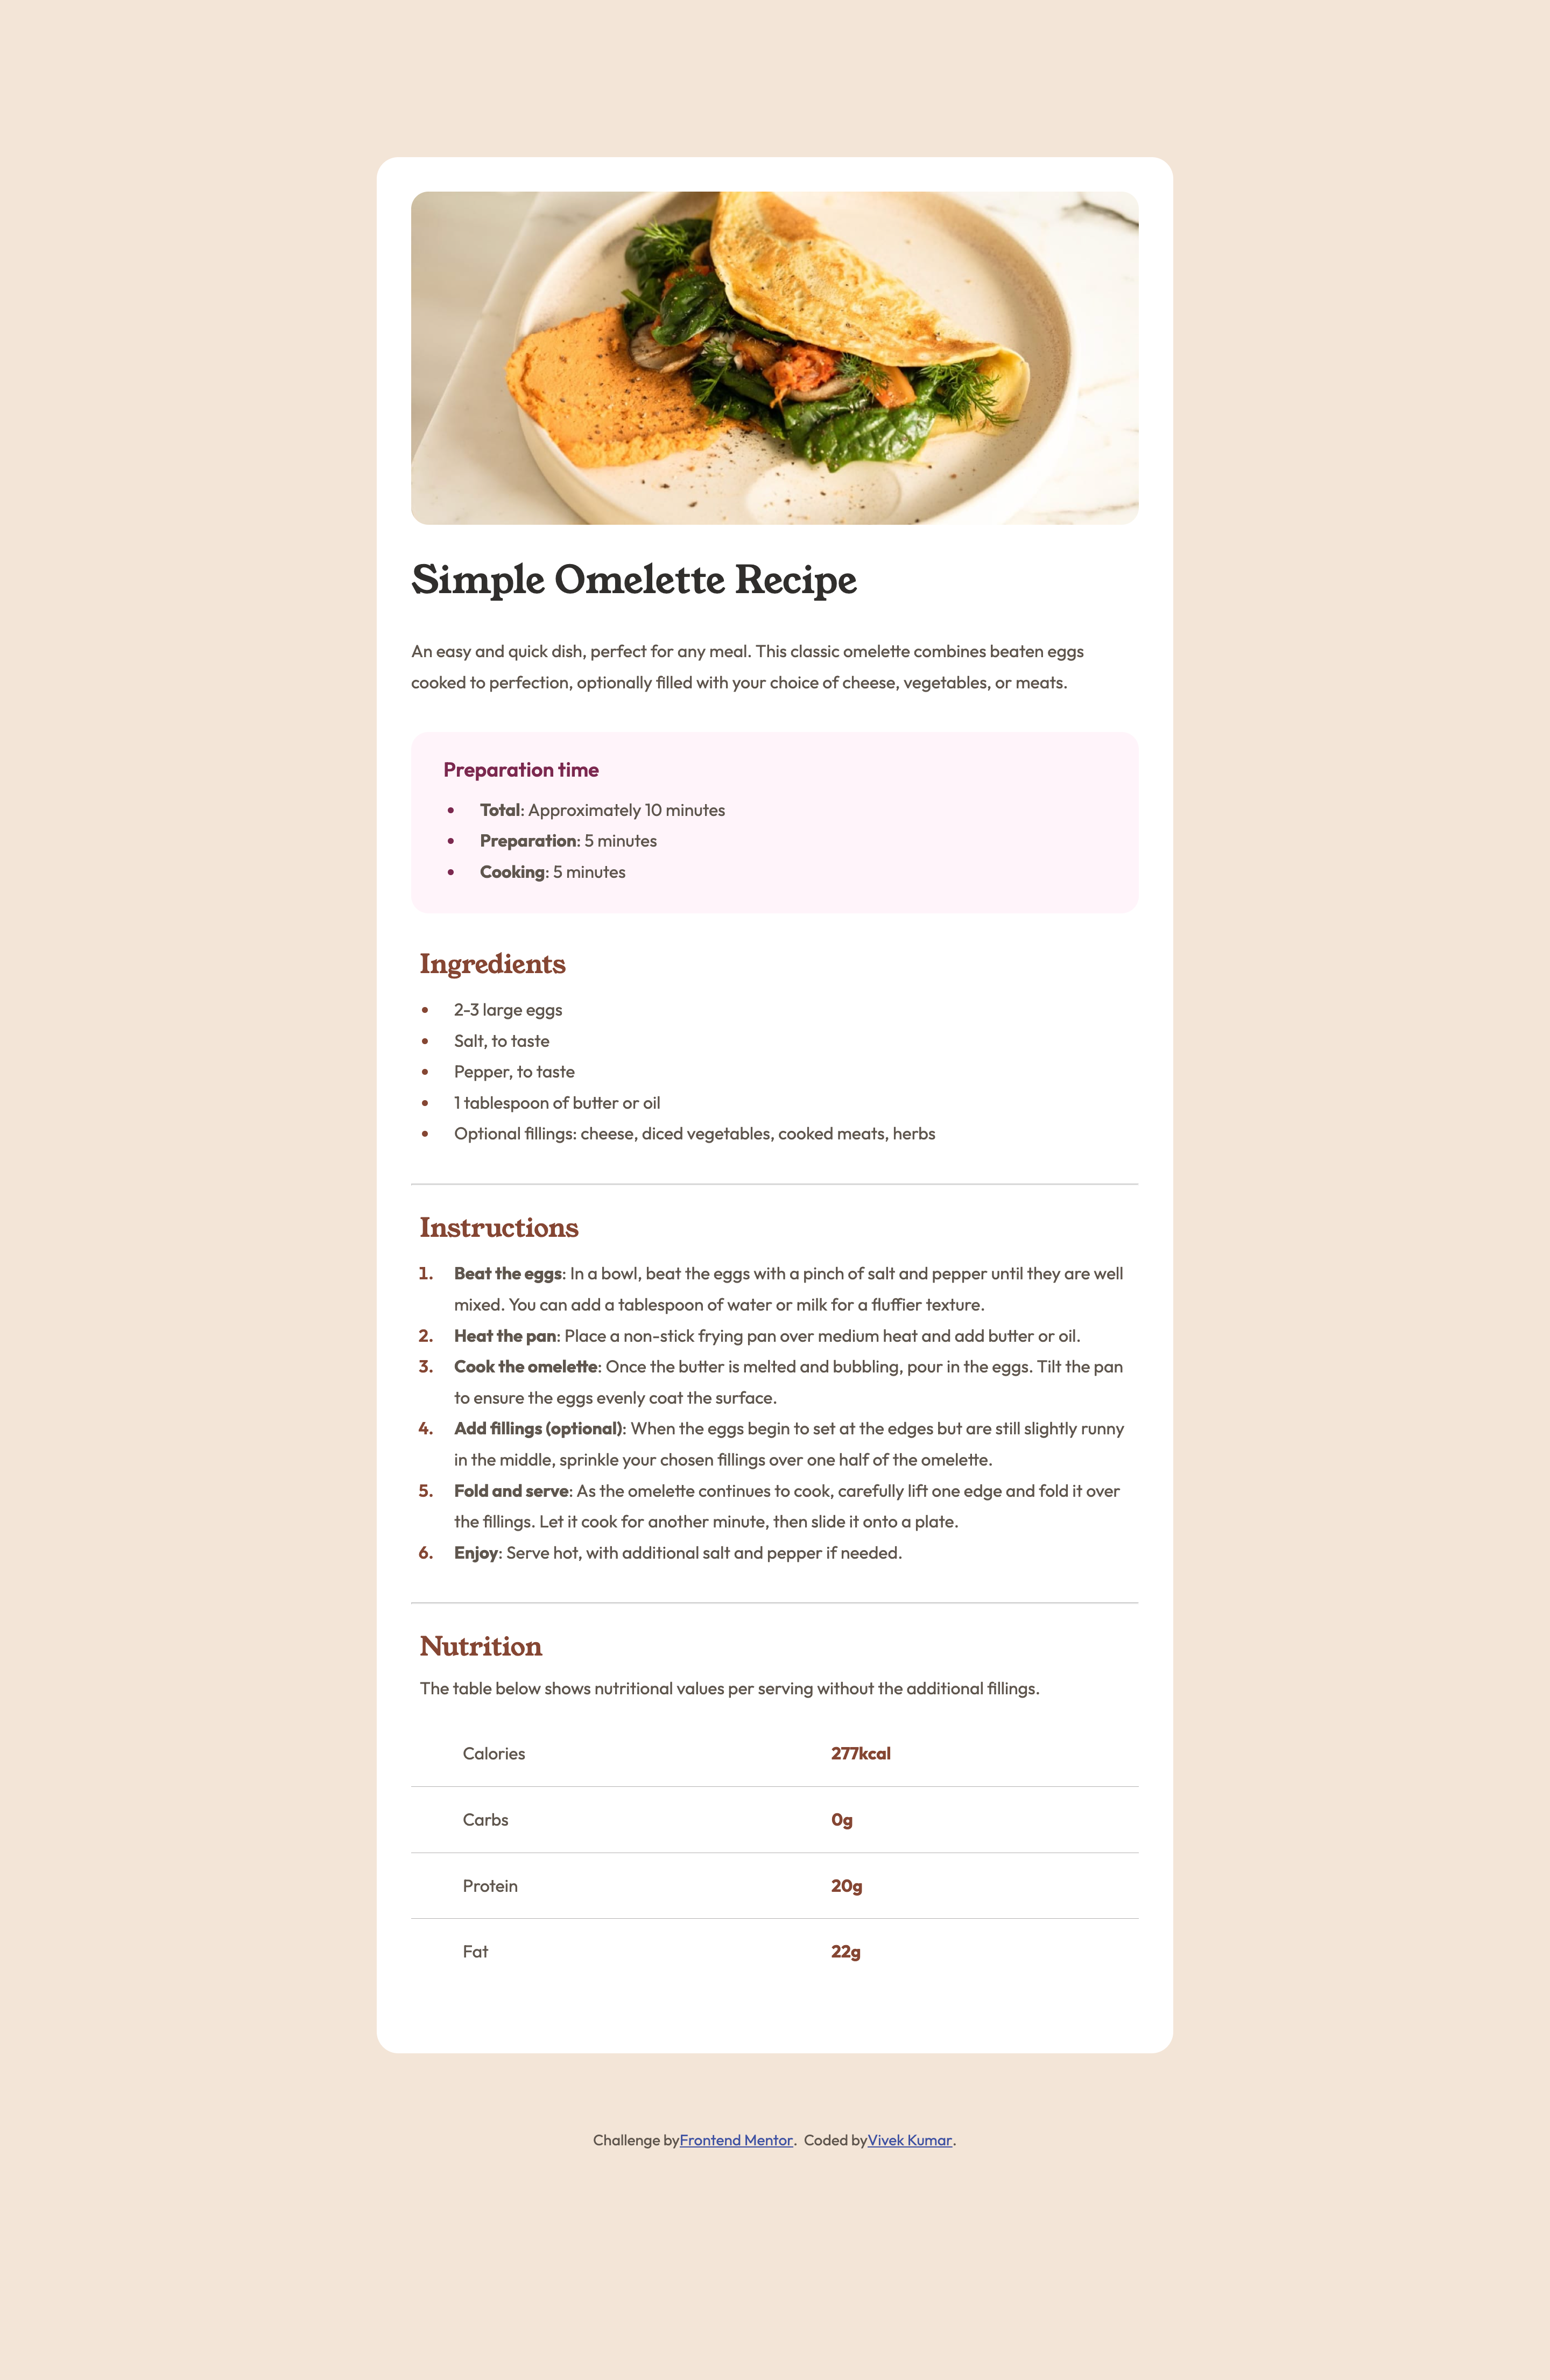 Simple Omelette Recipe
An easy and quick dish, perfect for any meal. This classic omelette combines beaten eggs
cooked to perfection, optionally filled with your choice of cheese, vegetables, or meats.
Preparation time
• Total: Approximately 10 minutes
• Preparation: 5 minutes
• Cooking: 5 minutes
Ingredients
• 2-3 large eggs
• Salt, to taste
• Pepper, to taste
• 1 tablespoon of butter or oil
• Optional fillings: cheese, diced vegetables, cooked meats, herbs
Instructions
1. Beat the eggs: In a bowl, beat the eggs with a pinch of salt and pepper until they are well
mixed. You can add a tablespoon of water or milk for a fluffier texture.
2. Heat the pan: Place a non-stick frying pan over medium heat and add butter or oil.
3. Cook the omelette: Once the butter is melted and bubbling, pour in the eggs. Tilt the pan
to ensure the eggs evenly coat the surface.
4. Add fillings (optional): When the eggs begin to set at the edges but are still slightly runny
in the middle, sprinkle your chosen fillings over one half of the omelette.
5. Fold and serve: As the omelette continues to cook, carefully lift one edge and fold it over
the fillings. Let it cook for another minute, then slide it onto a plate.
6. Enjoy: Serve hot, with additional salt and pepper if needed.
Nutrition
The table below shows nutritional values per serving without the additional fillings.
Calories 277kcal
Carbs 0g
Protein 20g
Fat 22g
Challenge byFrontend Mentor. Coded byVivek Kumar.